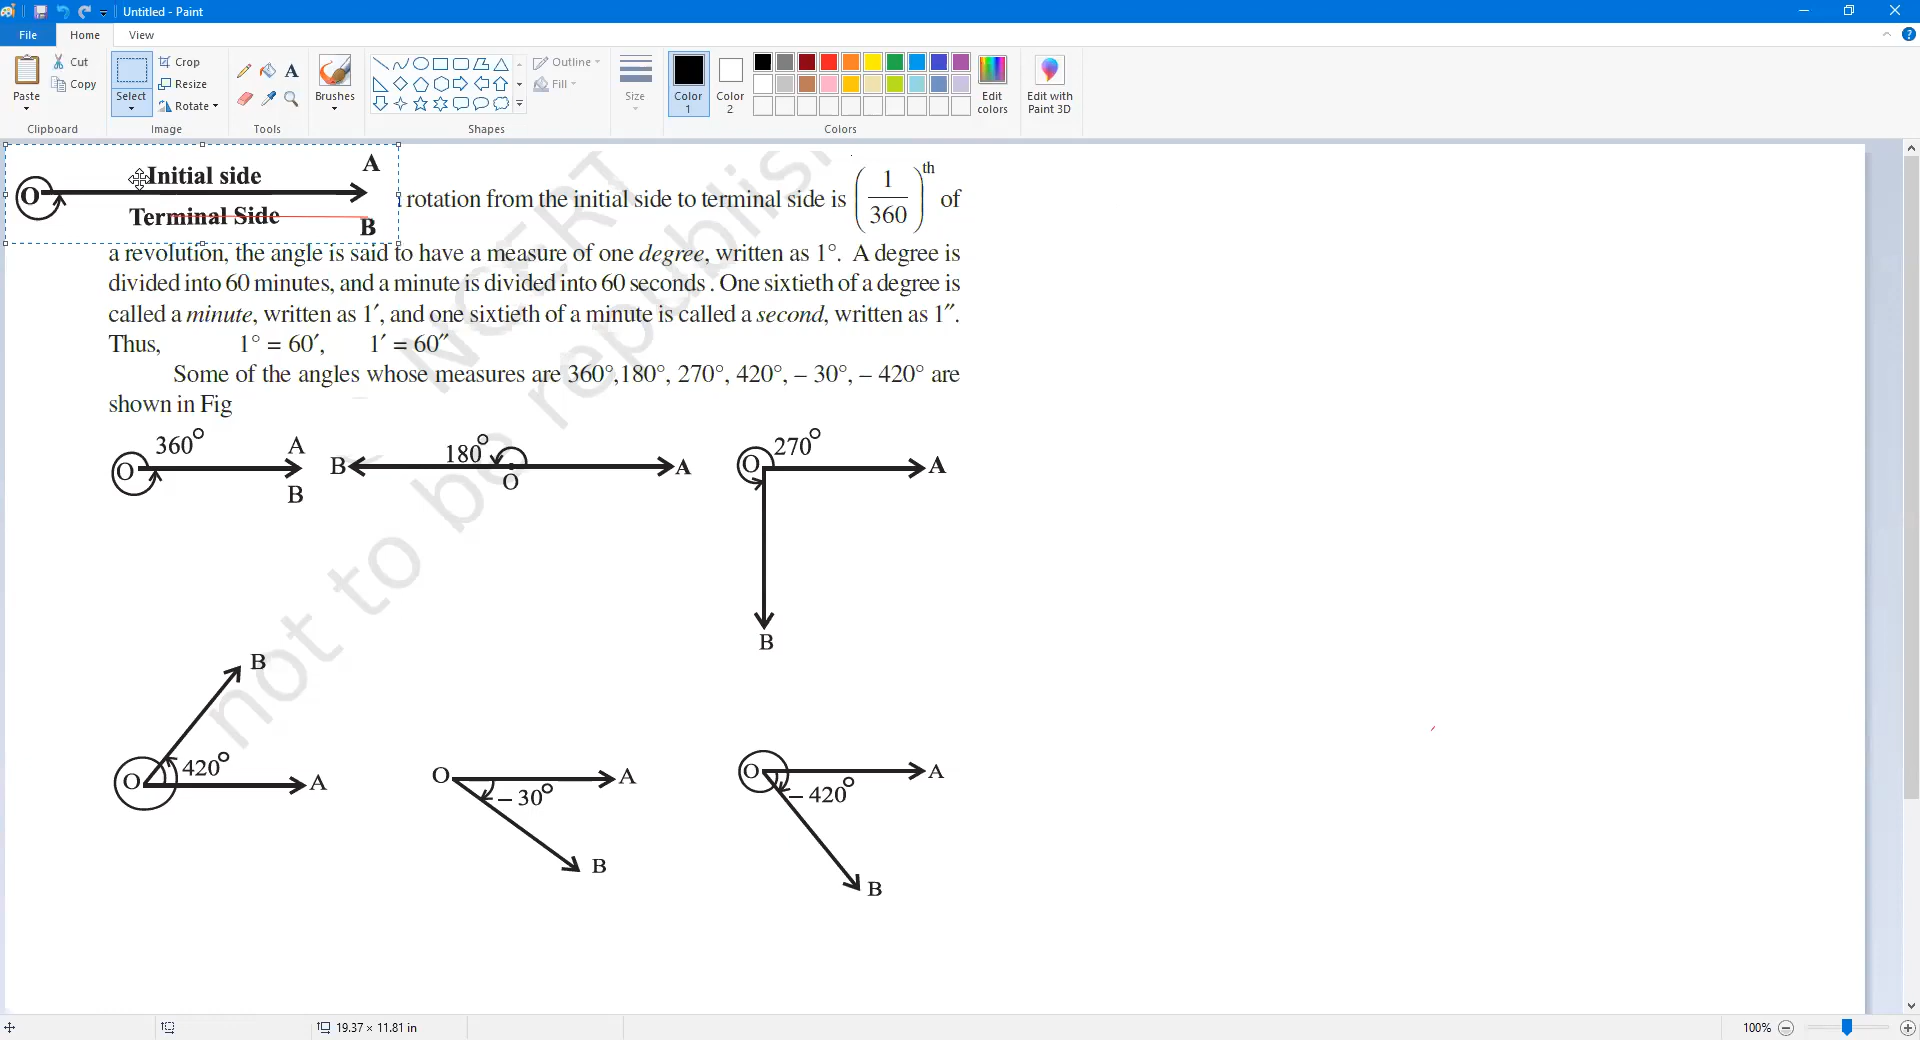 Untitled - Paint
File Home View
Paste
Cut
Copy
Clipboard
Select
Crop
Resize
Rotate
Image
A
Tools
Brushes
Outline
Fill
Shapes
Size
Color 1
Color 2
Edit colors
Colors
Edit with Paint 3D
Initial side
A
O
Terminal Side
B
rotation from the initial side to terminal side is (1/360)th of
a revolution, the angle is said to have a measure of one degree, written as 1°. A degree is
divided into 60 minutes, and a minute is divided into 60 seconds . One sixtieth of a degree is
called a minute, written as 1′, and one sixtieth of a minute is called a second, written as 1″.
Thus, 1° = 60′, 1′ = 60″
Some of the angles whose measures are 360°,180°, 270°, 420°, – 30°, – 420° are
shown in Fig
360° A
O
B
B 180° A
O
270°
O A
B
B
420°
O A
O A
– 30°
B
O A
– 420°
B
NCERT
not to be republish
19.37 × 11.81 in
100%